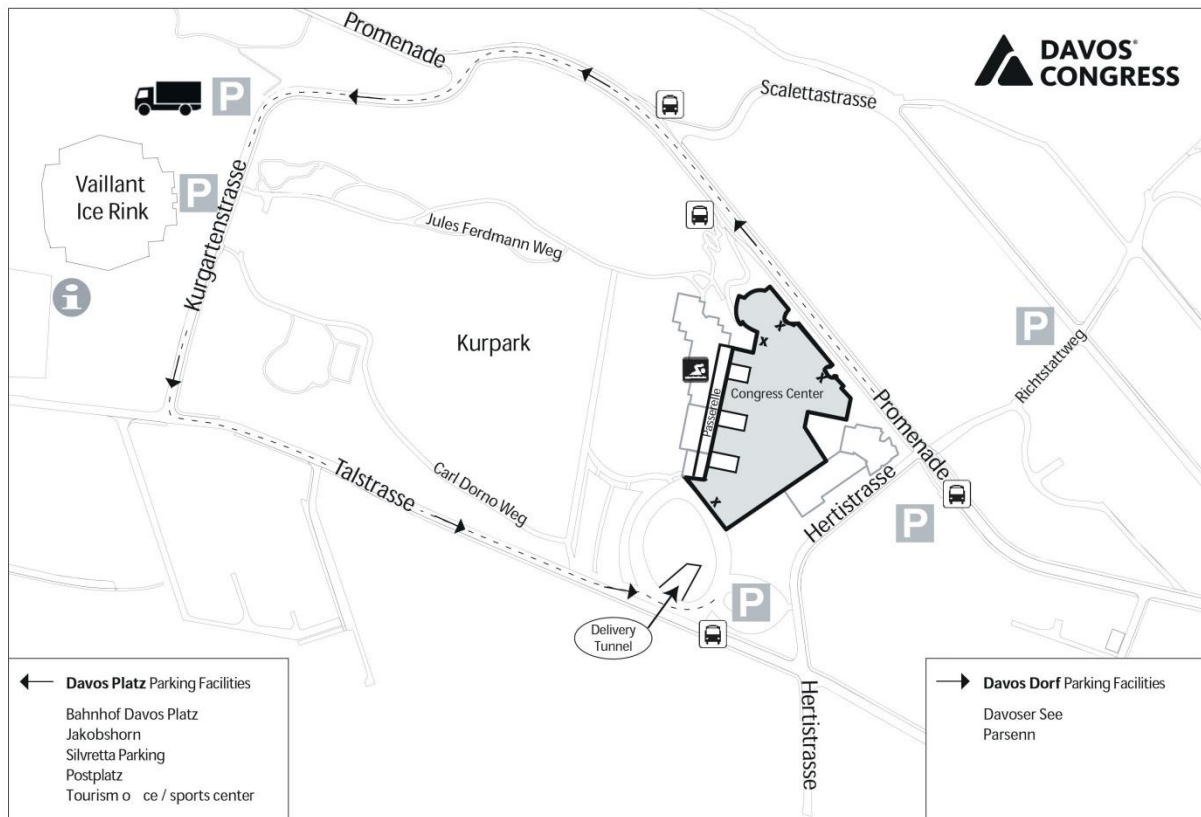 Promenade
DAVOS
CONGRESS
Scalettastrasse
P
Vaillant
Ice Rink
P
Kurgartenstrasse
Jules Ferdmann Weg
i
Kurpark
P
Richtstattweg
Congress Center
Passerelle
Promenade
Talstrasse
Carl Dorno Weg
Hertistrasse
P
P
Delivery
Tunnel
Hertistrasse
Davos Platz Parking Facilities
Bahnhof Davos Platz
Jakobshorn
Silvretta Parking
Postplatz
Tourism o ce / sports center
Davos Dorf Parking Facilities
Davoser See
Parsenn